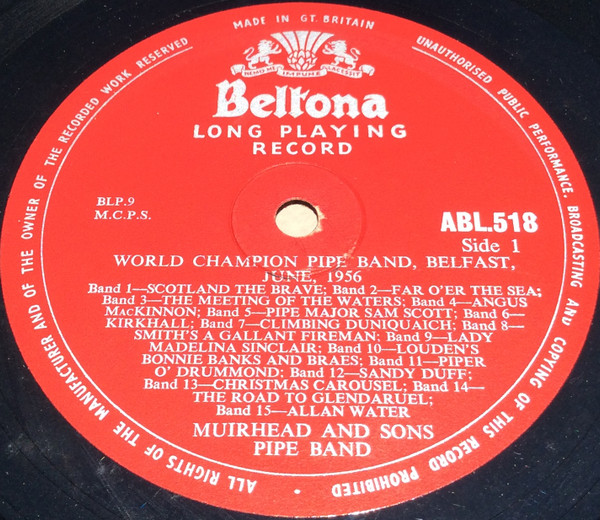 MADE IN GT. BRITAIN
UNAUTHORISED PUBLIC PERFORMANCE, BROADCASTING AND COPYING OF THIS RECORD PROHIBITED
ALL RIGHTS OF THE MANUFACTURER AND OF THE OWNER OF THE RECORDED WORK RESERVED
NEMO ME IMPUNE LACESSIT
Beltona
LONG PLAYING
RECORD
BLP.9
M.C.P.S.
ABL.518
Side 1
WORLD CHAMPION PIPE BAND, BELFAST,
JUNE, 1956
Band 1—SCOTLAND THE BRAVE; Band 2—FAR O'ER THE SEA;
Band 3—THE MEETING OF THE WATERS; Band 4—ANGUS
MACKINNON; Band 5—PIPE MAJOR SAM SCOTT; Band 6—
KIRKHALL; Band 7—CLIMBING DUNIQUAICH; Band 8—
SMITH'S A GALLANT FIREMAN; Band 9—LADY
MADELINA SINCLAIR; Band 10—LOUDEN'S
BONNIE BANKS AND BRAES; Band 11—PIPER
O' DRUMMOND; Band 12—SANDY DUFF;
Band 13—CHRISTMAS CAROUSEL; Band 14—
THE ROAD TO GLENDARUEL;
Band 15—ALLAN WATER
MUIRHEAD AND SONS
PIPE BAND